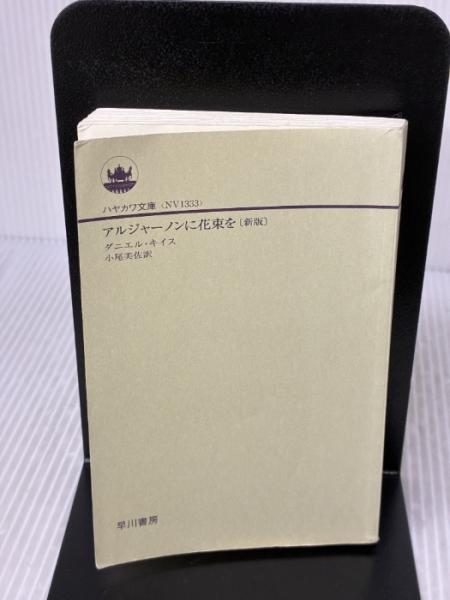 ハヤカワ文庫〈NV1333〉
アルジャーノンに花束を〔新版〕
ダニエル・キイス
小尾芙佐訳
早川書房